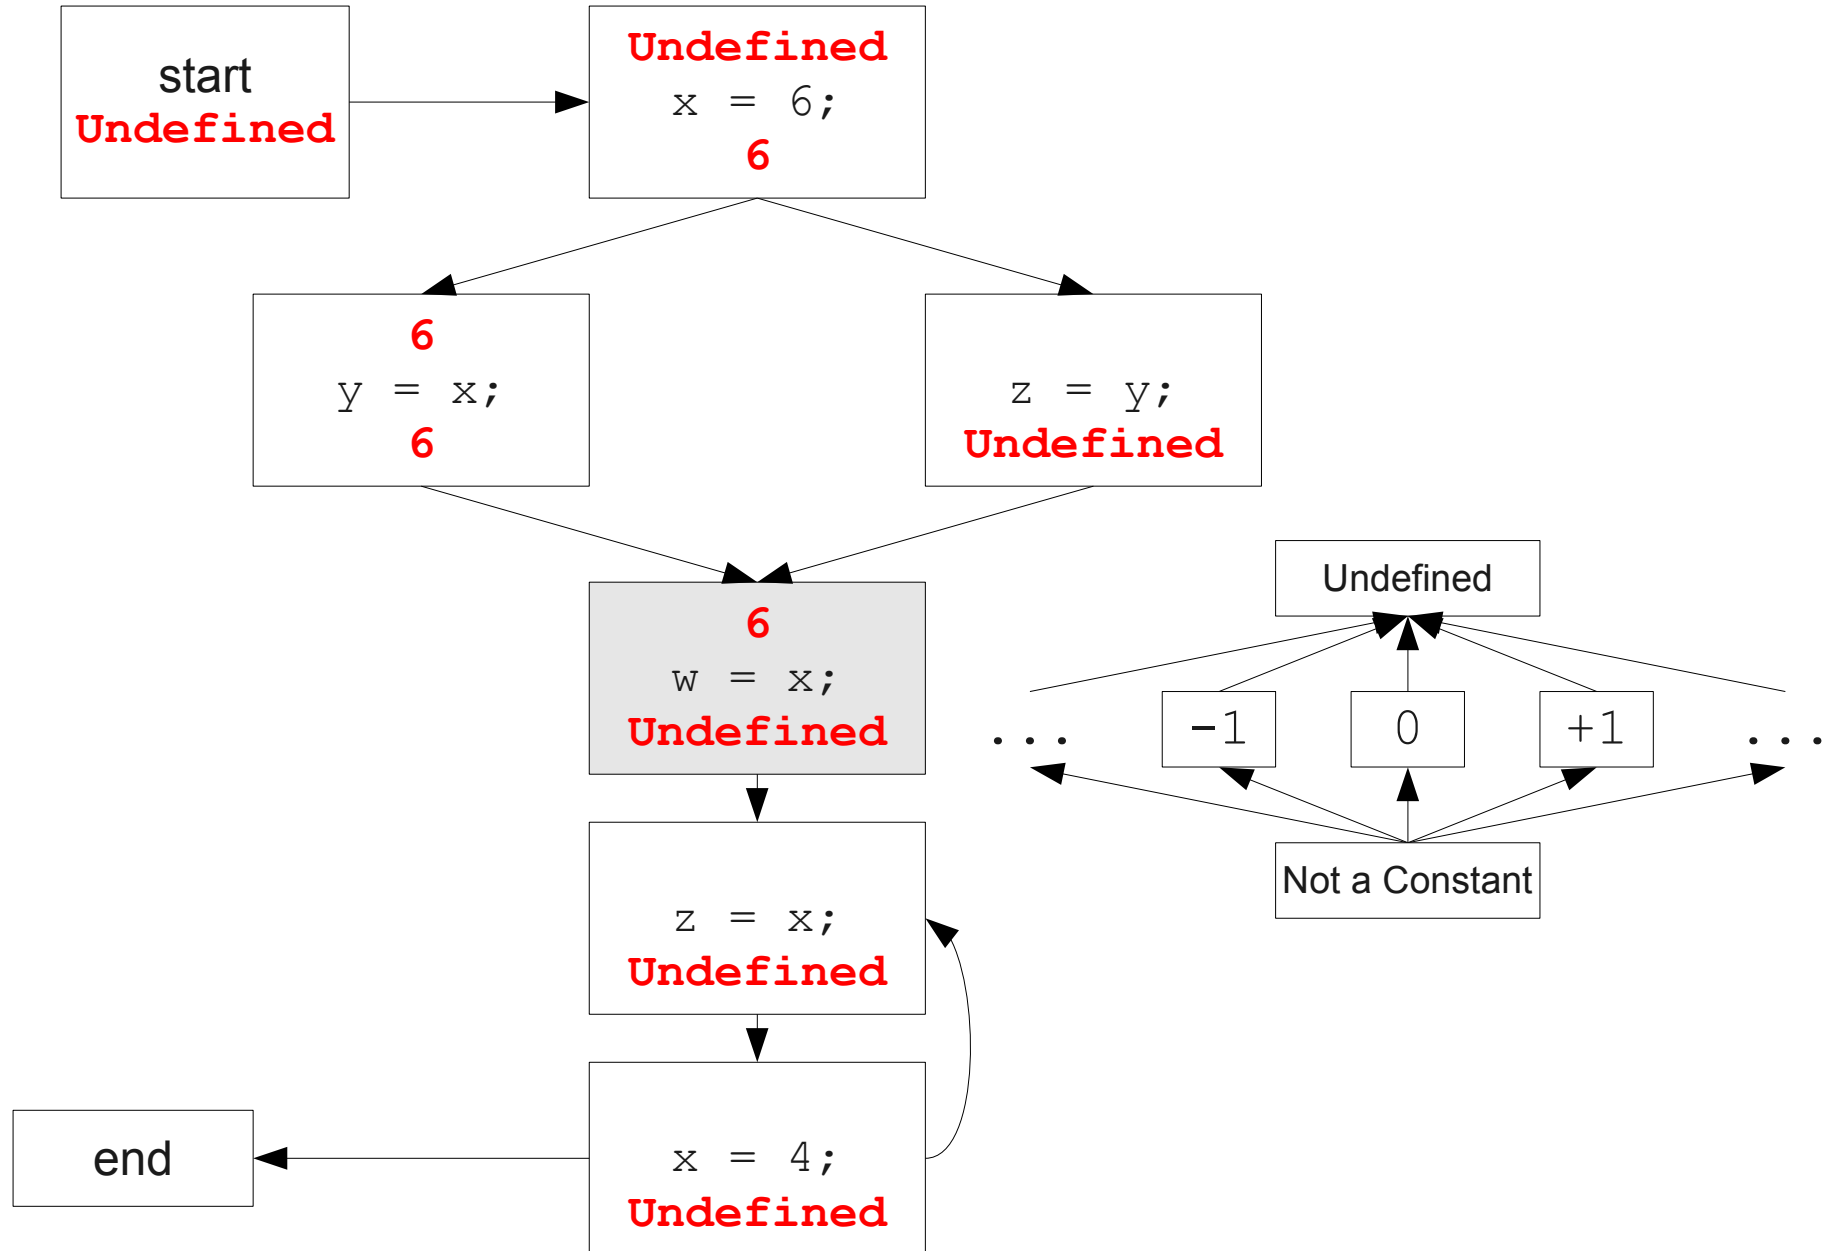 start
Undefined
Undefined
x = 6;
6
6
y = x;
6
z = y;
Undefined
6
w = x;
Undefined
z = x;
Undefined
x = 4;
Undefined
end
Undefined
... -1 0 +1 ...
Not a Constant